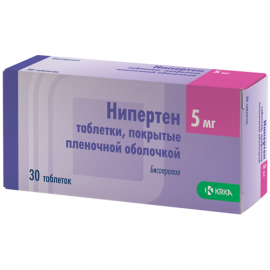 Нипертен
5 мг
таблетки, покрытые
пленочной оболочкой
Бисопролол
30 таблеток
KRKA